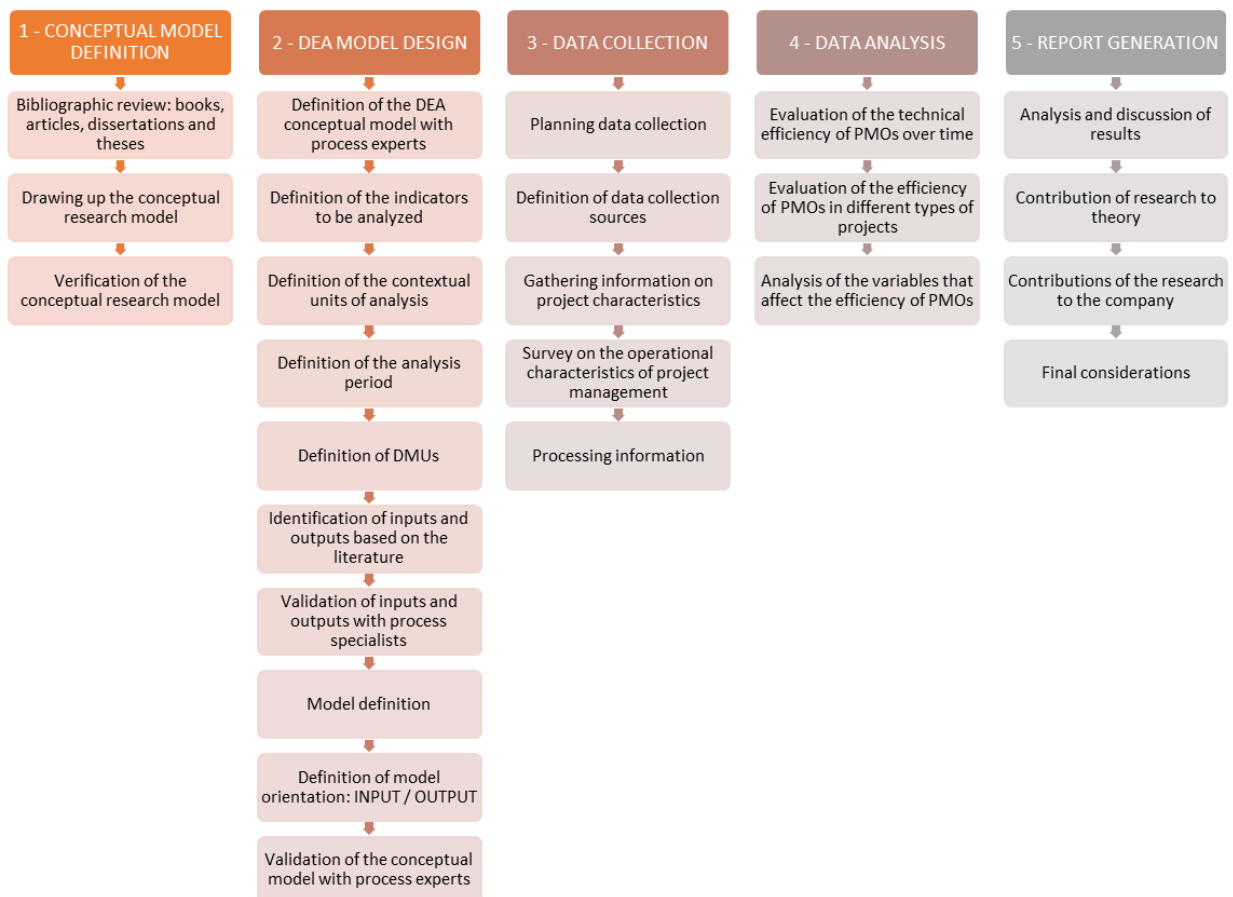 1 - CONCEPTUAL MODEL
DEFINITION
Bibliographic review: books,
articles, dissertations and
theses
Drawing up the conceptual
research model
Verification of the
conceptual research model
2 - DEA MODEL DESIGN
Definition of the DEA
conceptual model with
process experts
Definition of the indicators
to be analyzed
Definition of the contextual
units of analysis
Definition of the analysis
period
Definition of DMUs
Identification of inputs and
outputs based on the
literature
Validation of inputs and
outputs with process
specialists
Model definition
Definition of model
orientation: INPUT / OUTPUT
Validation of the conceptual
model with process experts
3 - DATA COLLECTION
Planning data collection
Definition of data collection
sources
Gathering information on
project characteristics
Survey on the operational
characteristics of project
management
Processing information
4 - DATA ANALYSIS
Evaluation of the technical
efficiency of PMOs over time
Evaluation of the efficiency
of PMOs in different types of
projects
Analysis of the variables that
affect the efficiency of PMOs
5 - REPORT GENERATION
Analysis and discussion of
results
Contribution of research to
theory
Contributions of the research
to the company
Final considerations